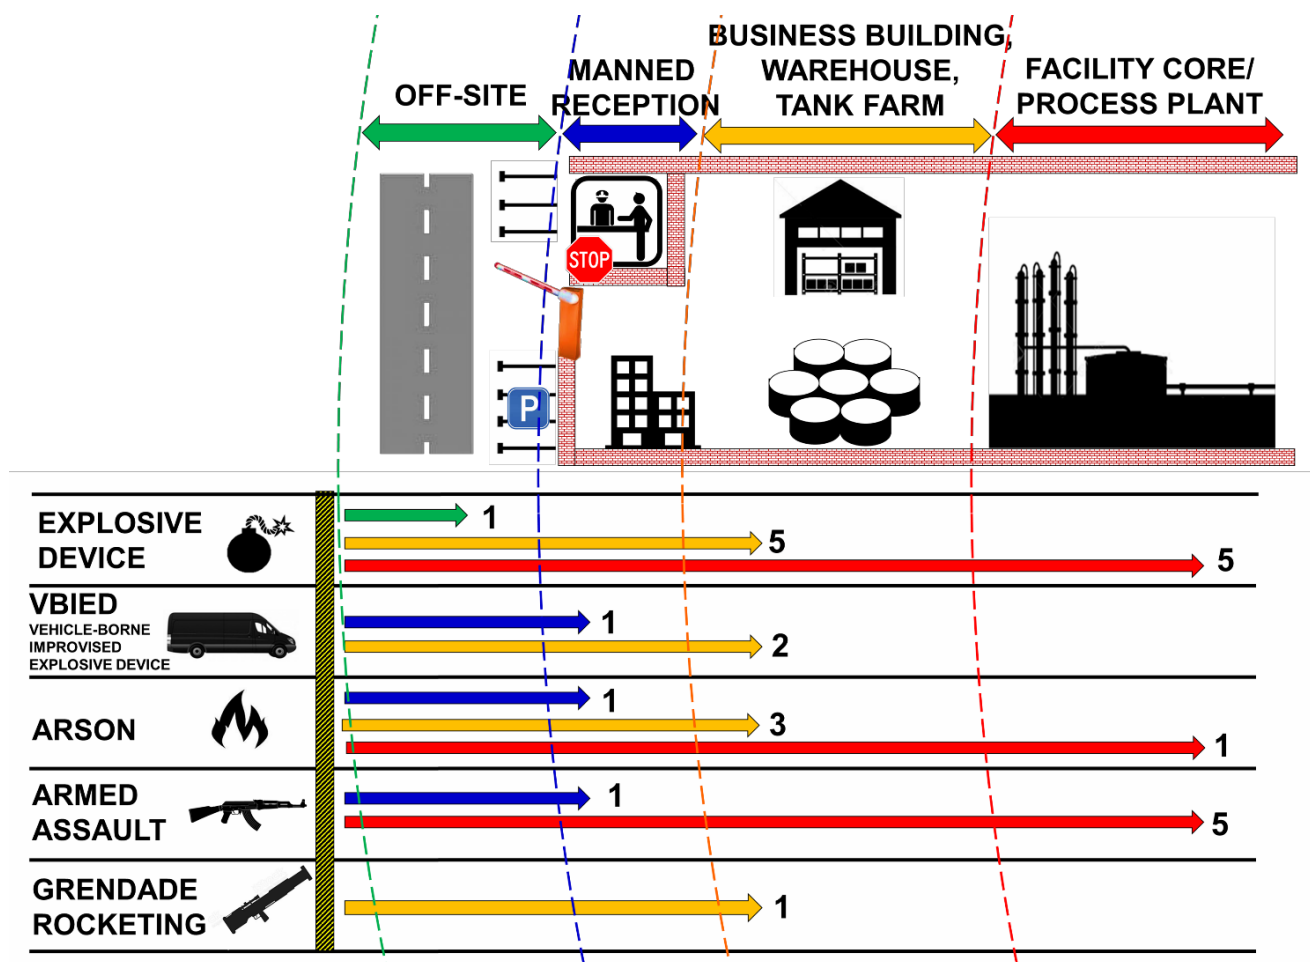 BUSINESS BUILDING,
WAREHOUSE,
TANK FARM
MANNED
RECEPTION
OFF-SITE
FACILITY CORE/
PROCESS PLANT
STOP
P
EXPLOSIVE
DEVICE
1
5
5
VBIED
VEHICLE-BORNE
IMPROVISED
EXPLOSIVE DEVICE
1
2
ARSON
1
3
1
ARMED
ASSAULT
1
5
GRENDADE
ROCKETING
1